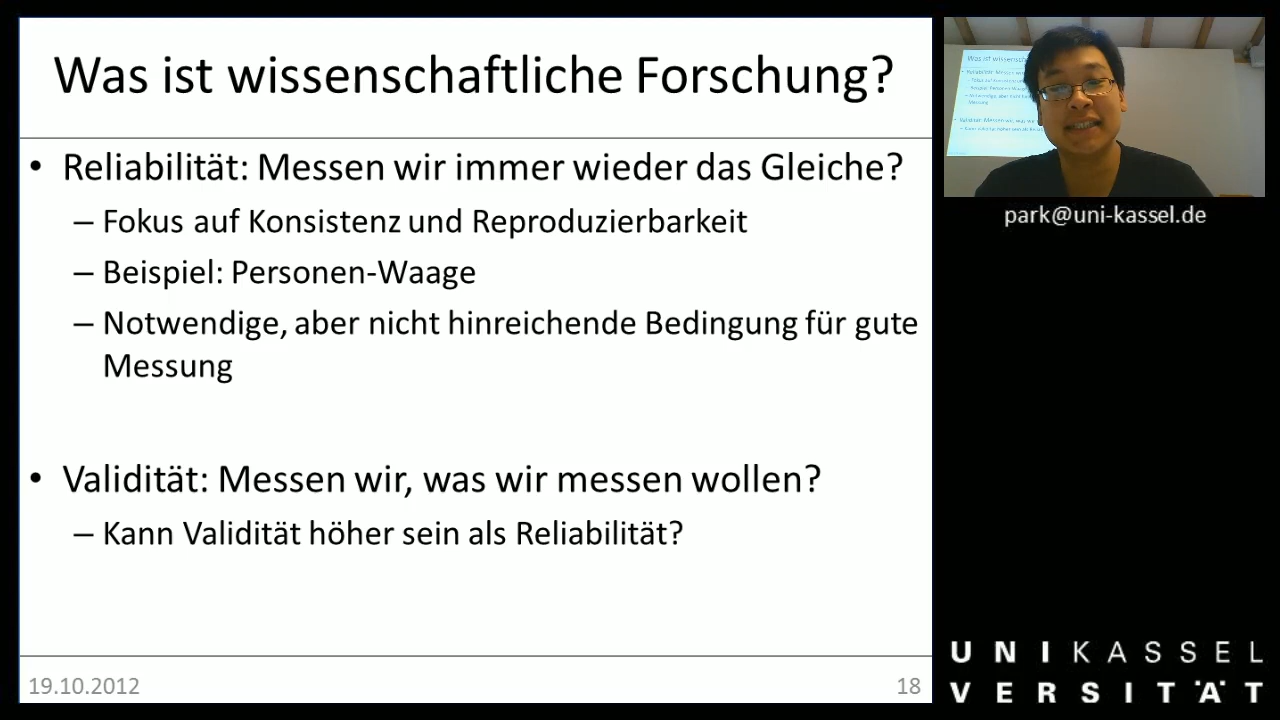 Was ist wissenschaftliche Forschung?
• Reliabilität: Messen wir immer wieder das Gleiche?
– Fokus auf Konsistenz und Reproduzierbarkeit
– Beispiel: Personen-Waage
– Notwendige, aber nicht hinreichende Bedingung für gute
Messung
• Validität: Messen wir, was wir messen wollen?
– Kann Validität höher sein als Reliabilität?
19.10.2012
18
park@uni-kassel.de
UNIKASSEL
VERSITÄT